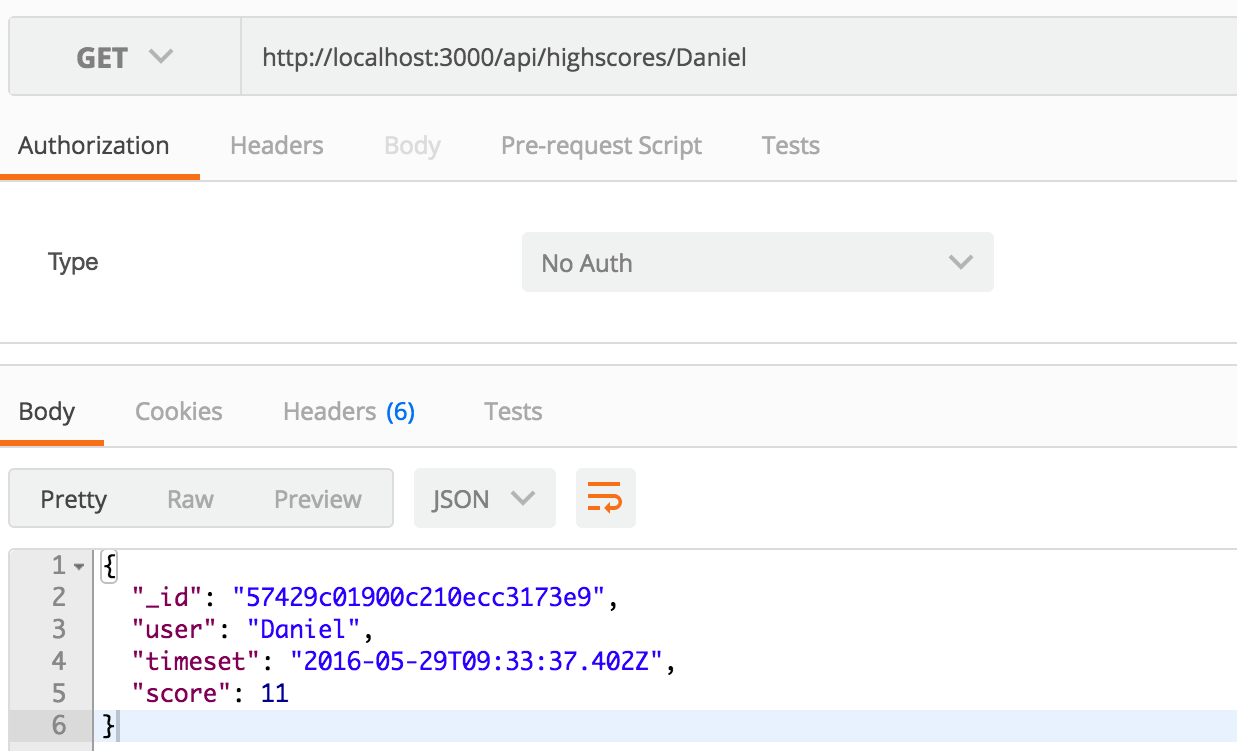 GET http://localhost:3000/api/highscores/Daniel
Authorization Headers Body Pre-request Script Tests
Type No Auth
Body Cookies Headers (6) Tests
Pretty Raw Preview JSON
1 {
2 "_id": "57429c01900c210ecc3173e9",
3 "user": "Daniel",
4 "timeset": "2016-05-29T09:33:37.402Z",
5 "score": 11
6 }